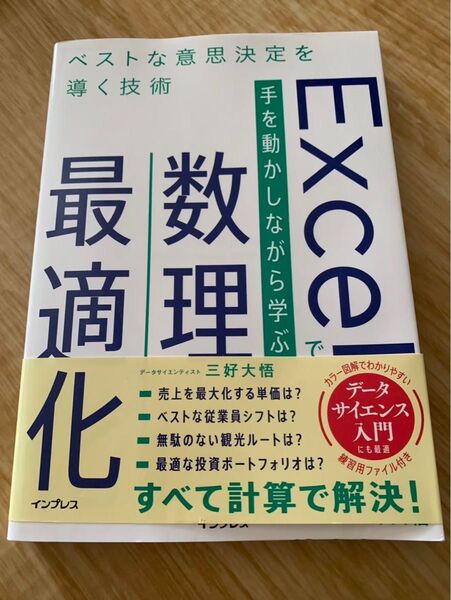 ベストな意思決定を
導く技術
Excelで
手を動かしながら学ぶ
数理
最適化
データサイエンティスト 三好大悟
売上を最大化する単価は?
ベストな従業員シフトは?
無駄のない観光ルートは?
最適な投資ポートフォリオは?
すべて計算で解決!
カラー図解でわかりやすい
データ
サイエンス
入門
にも最適
練習用ファイル付き
インプレス
インプレス